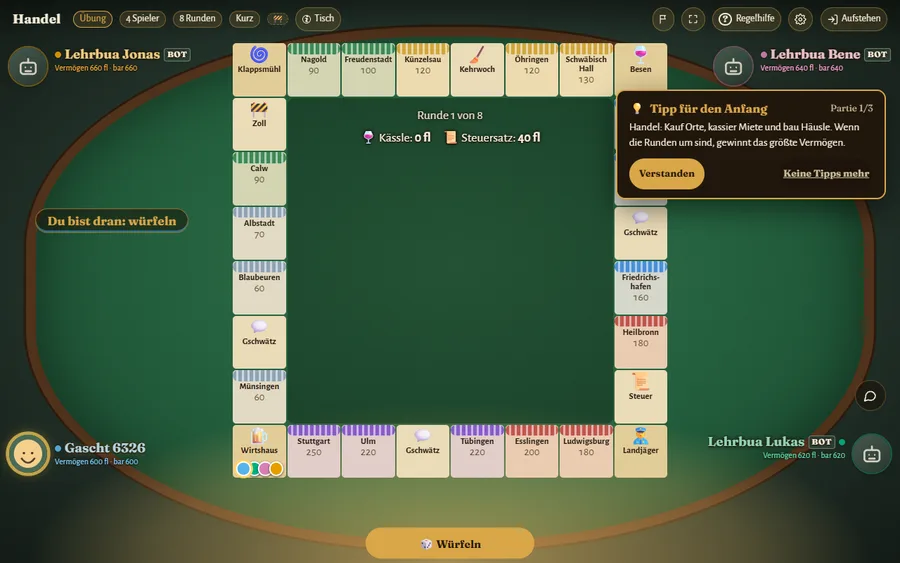 Handel
Übung
4 Spieler
8 Runden
Kurz
Tisch
Regelhilfe
Aufstehen
Lehrbua Jonas BOT
Vermögen 660 fl · bar 660
Lehrbua Bene BOT
Vermögen 640 fl · bar 640
Klappsmühl
Nagold
90
Freudenstadt
100
Künzelsau
120
Kehrwoch
Öhringen
120
Schwäbisch
Hall
130
Besen
Tipp für den Anfang
Partie 1/3
Handel: Kauf Orte, kassier Miete und bau Häusle. Wenn
die Runden um sind, gewinnt das größte Vermögen.
Verstanden
Keine Tipps mehr
Runde 1 von 8
Kässle: 0 fl
Steuersatz: 40 fl
Zoll
Calw
90
Du bist dran: würfeln
Albstadt
70
Gschwätz
Blaubeuren
60
Friedrichs-
hafen
160
Gschwätz
Heilbronn
180
Münsingen
60
Steuer
Wirtshaus
Stuttgart
250
Ulm
220
Gschwätz
Tübingen
220
Esslingen
200
Ludwigsburg
180
Landjäger
Gascht 6326
Vermögen 600 fl · bar 600
Lehrbua Lukas BOT
Vermögen 620 fl · bar 620
Würfeln